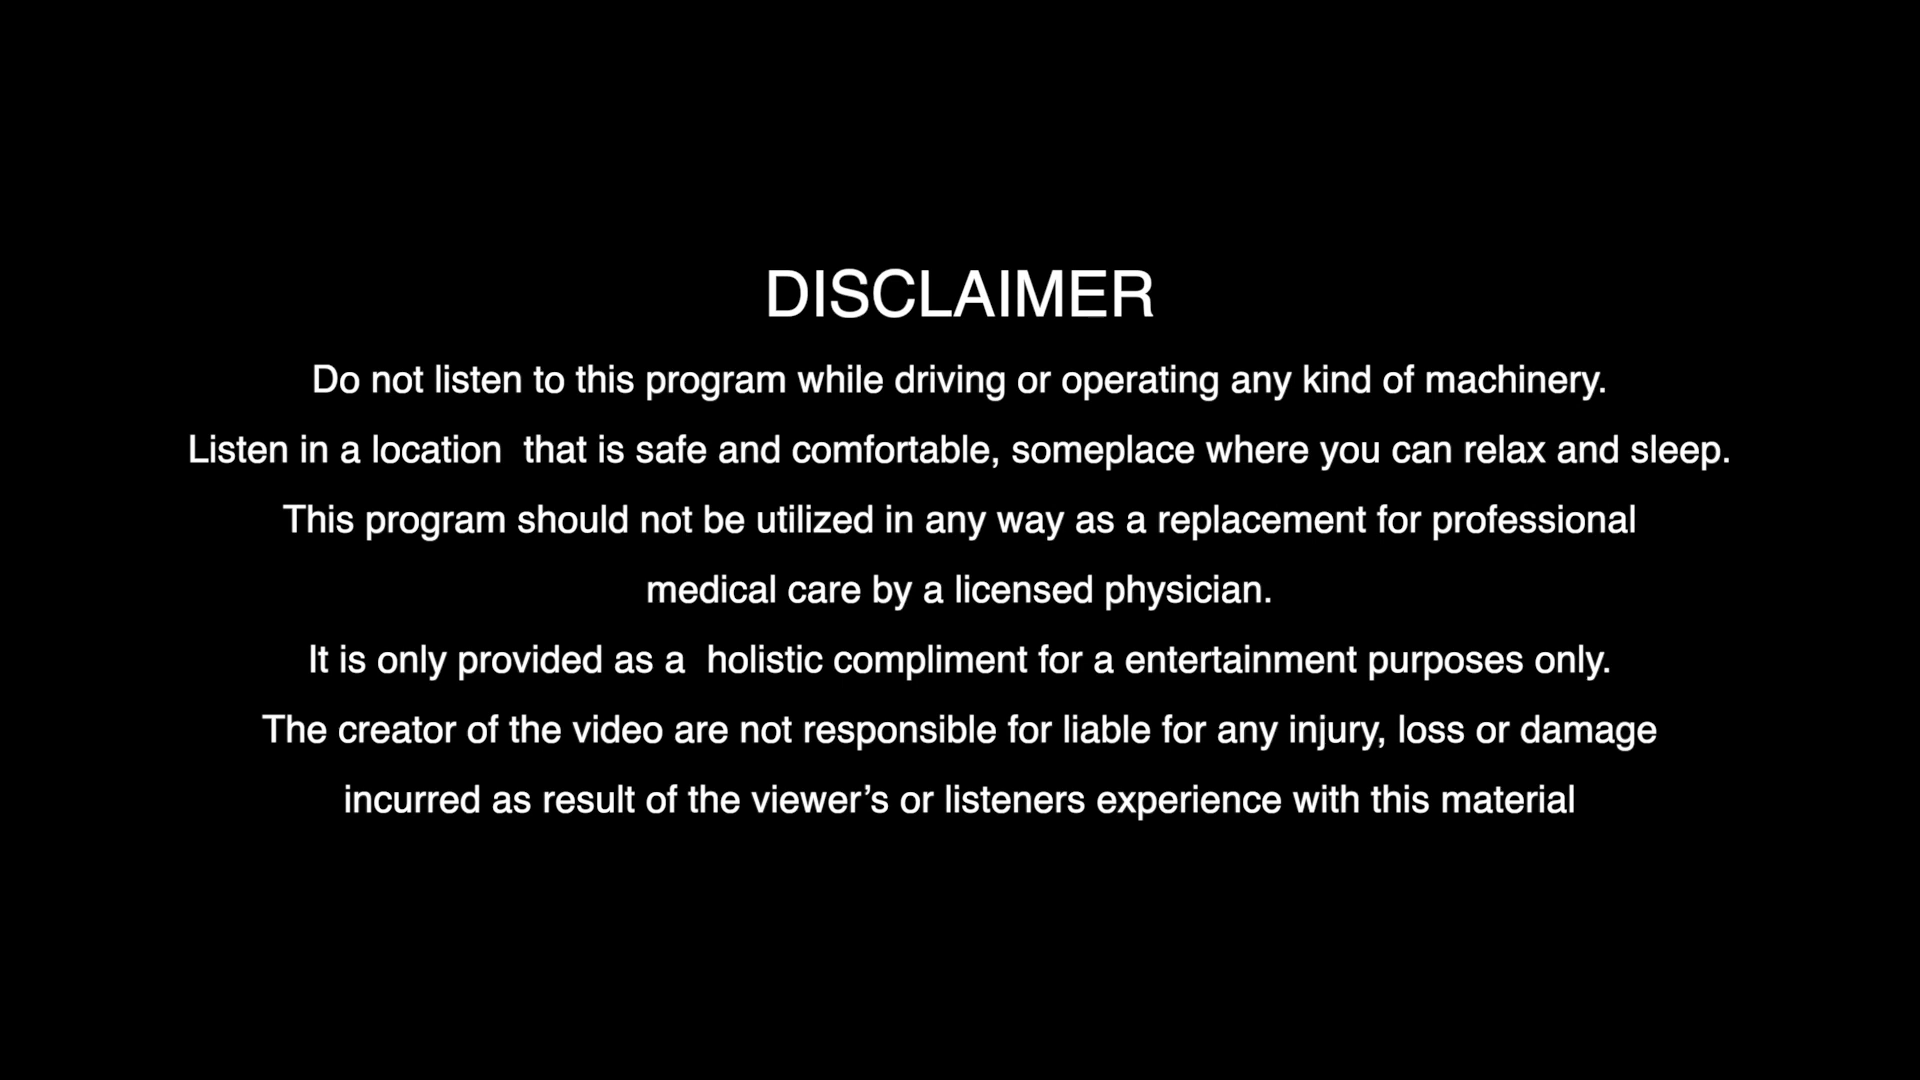 DISCLAIMER
Do not listen to this program while driving or operating any kind of machinery.
Listen in a location  that is safe and comfortable, someplace where you can relax and sleep.
This program should not be utilized in any way as a replacement for professional
medical care by a licensed physician.
It is only provided as a  holistic compliment for a entertainment purposes only.
The creator of the video are not responsible for liable for any injury, loss or damage
incurred as result of the viewer’s or listeners experience with this material